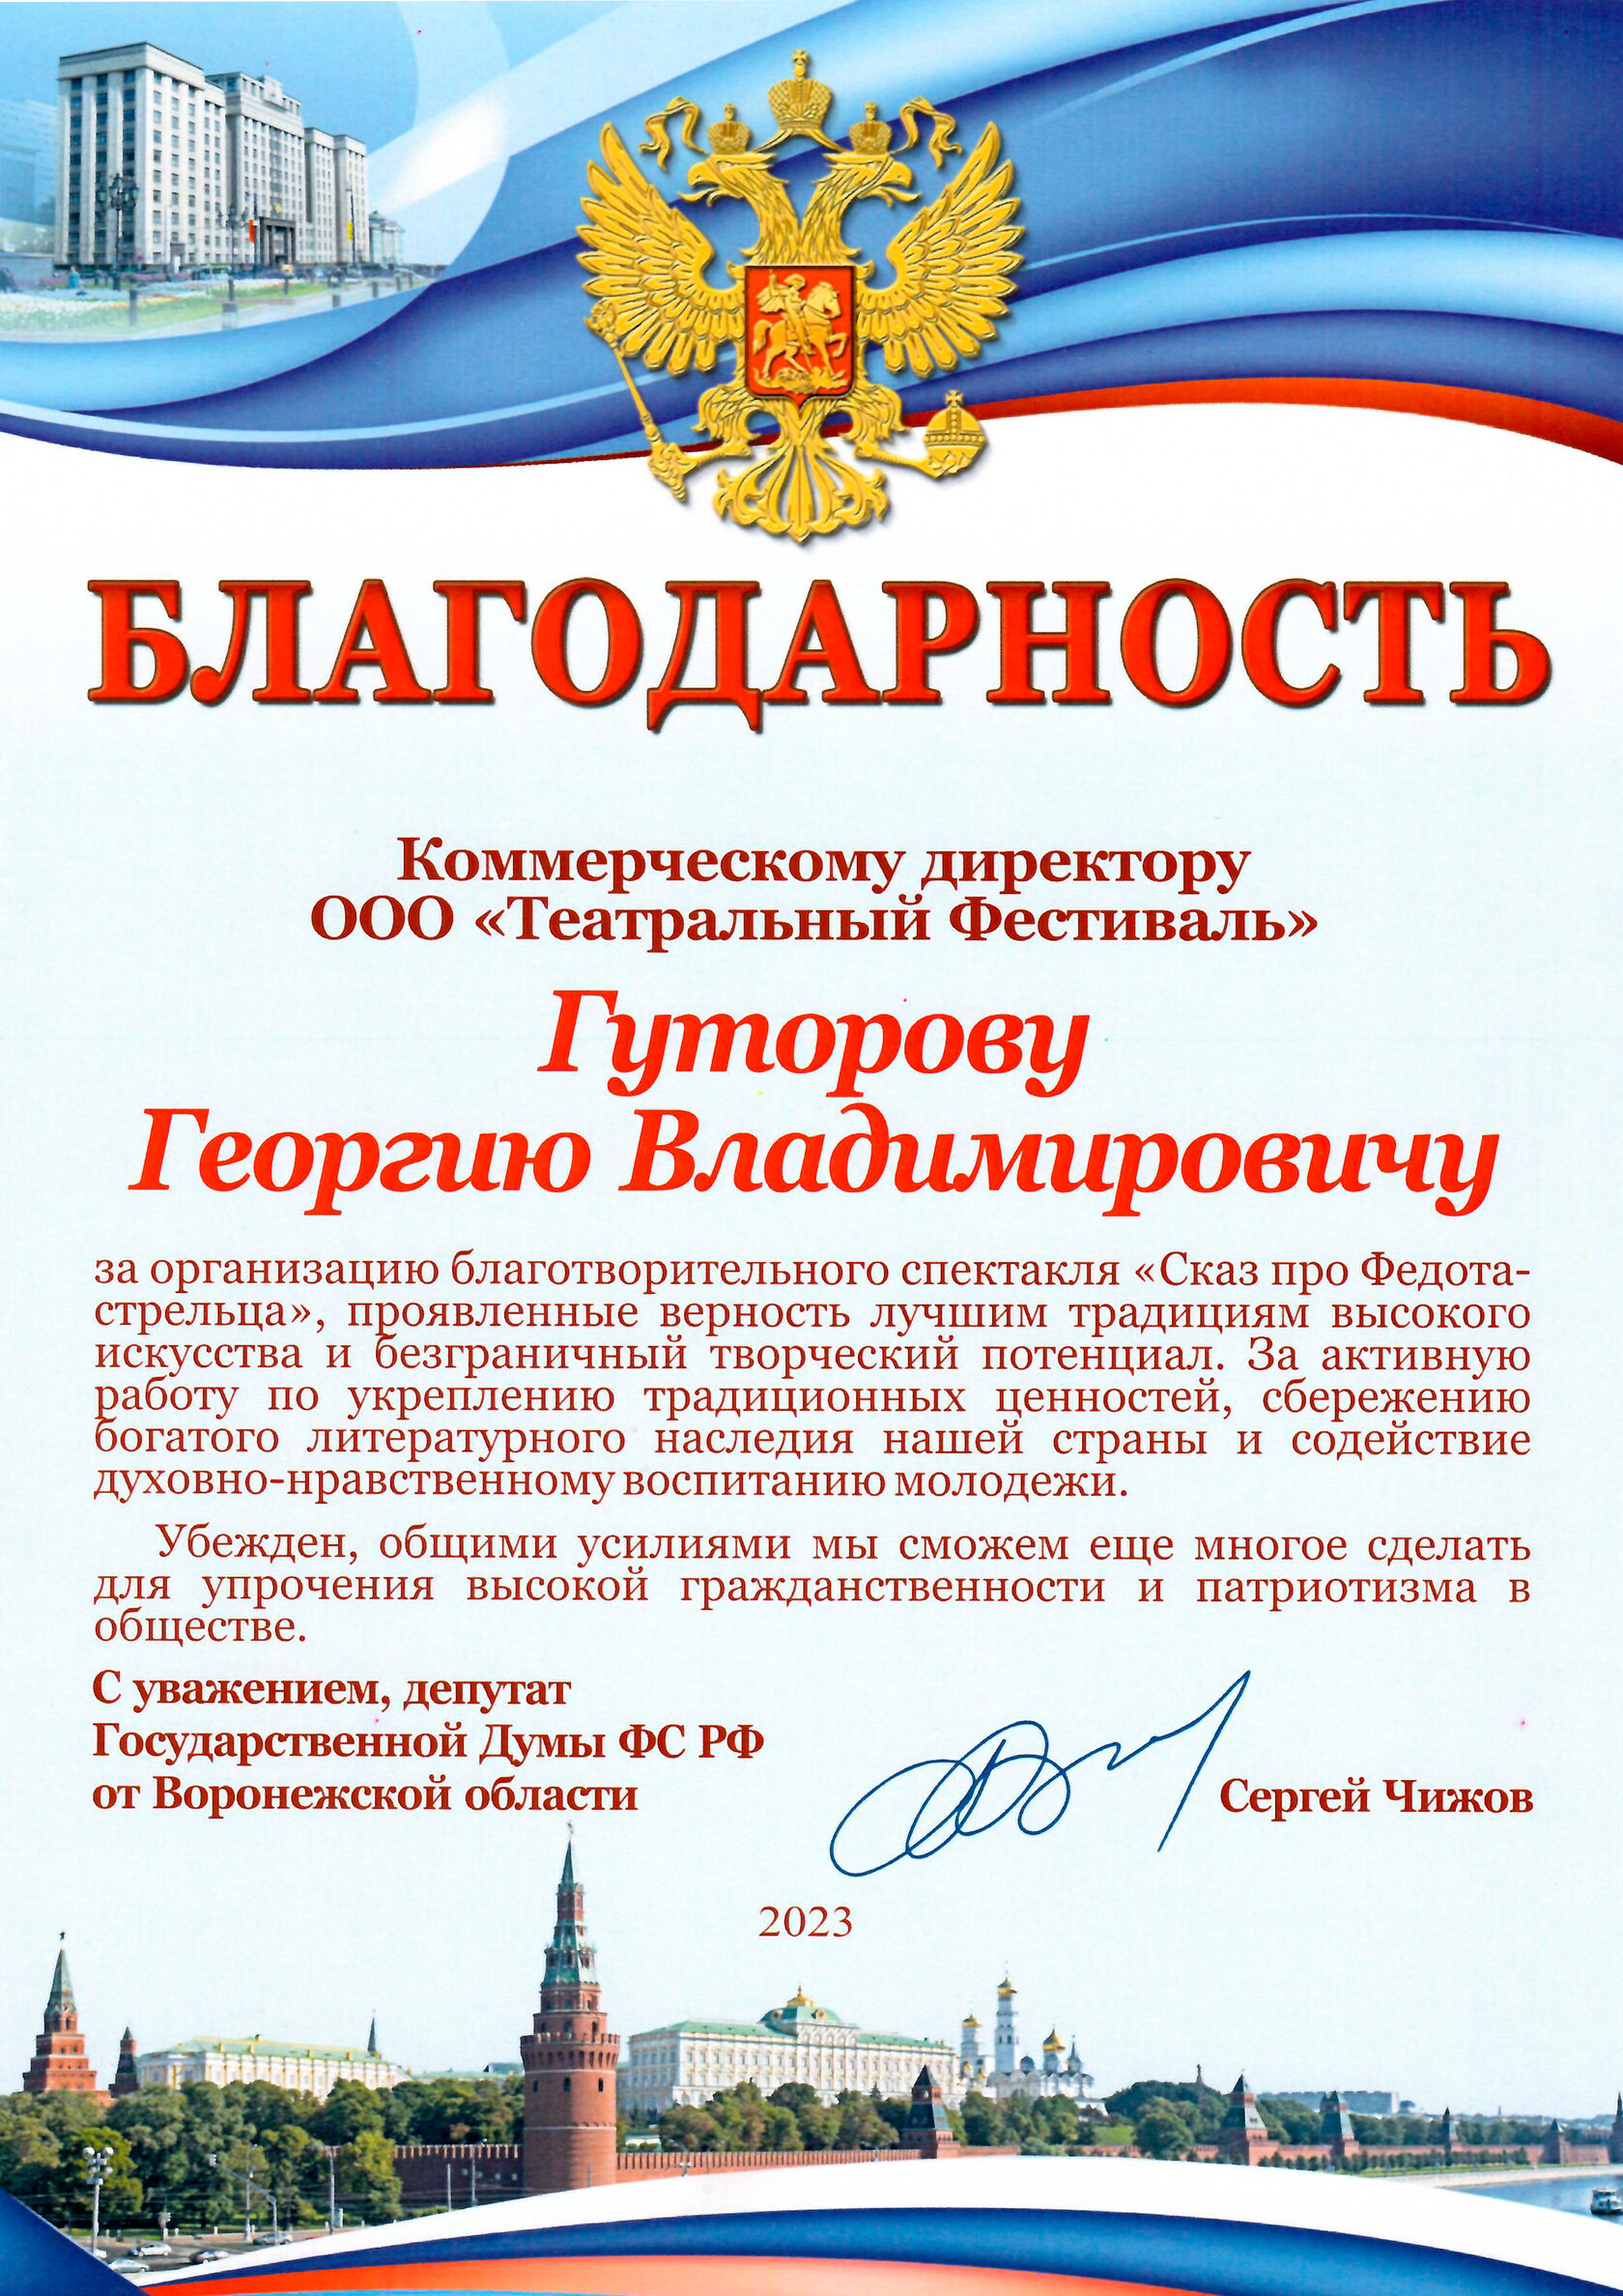 БЛАГОДАРНОСТЬ
Коммерческому директору
ООО «Театральный Фестиваль»
Гуторову
Георгию Владимировичу
за организацию благотворительного спектакля «Сказ про Федота-
стрельца», проявленные верность лучшим традициям высокого
искусства и безграничный творческий потенциал. За активную
работу по укреплению традиционных ценностей, сбережению
богатого литературного наследия нашей страны и содействие
духовно-нравственному воспитанию молодежи.
Убежден, общими усилиями мы сможем еще многое сделать
для упрочения высокой гражданственности и патриотизма в
обществе.
С уважением, депутат
Государственной Думы ФС РФ
от Воронежской области
Сергей Чижов
2023